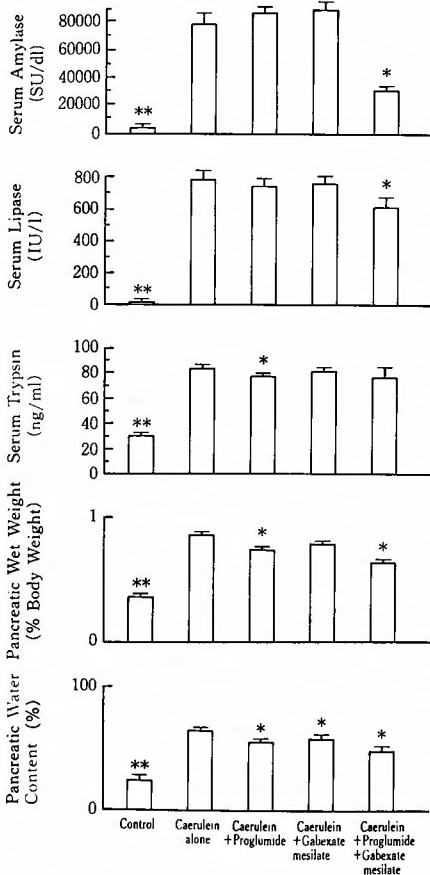 Serum Amylase
(SU/dl)
80000
60000
40000
20000
0
**
*
Serum Lipase
(IU/l)
800
600
400
200
0
**
*
Serum Trypsin
(ng/ml)
100
80
60
40
20
0
**
*
Pancreatic Wet Weight
(% Body Weight)
1
0
**
*
*
Pancreatic Water
Content (%)
100
0
**
*
*
*
Control
Caerulein
alone
Caerulein
+Proglumide
Caerulein
+Gabexate
mesilate
Caerulein
+Proglumide
+Gabexate
mesilate